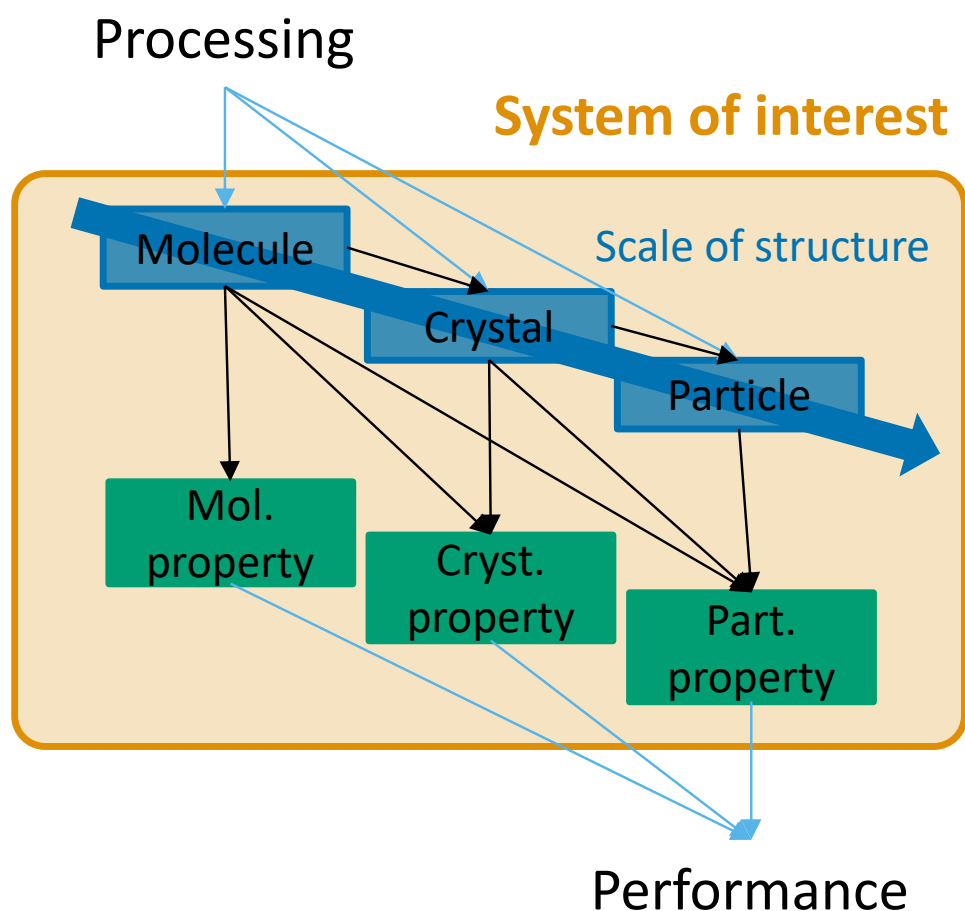 Processing
System of interest
Molecule
Scale of structure
Crystal
Particle
Mol.
property
Cryst.
property
Part.
property
Performance